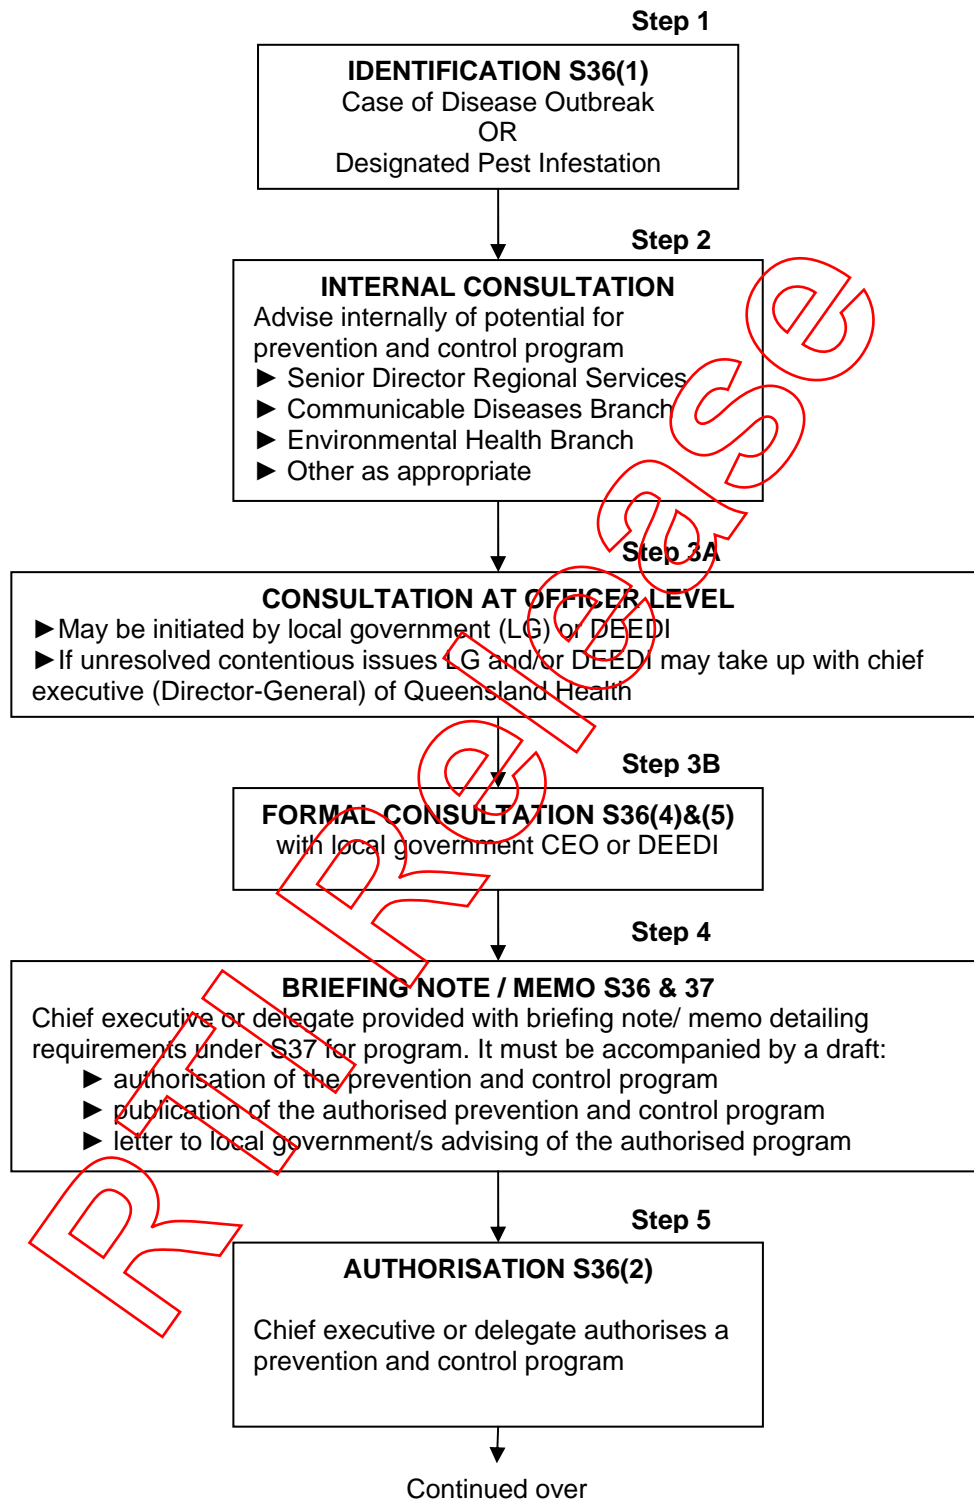 Step 1
IDENTIFICATION S36(1)
Case of Disease Outbreak
OR
Designated Pest Infestation
Step 2
INTERNAL CONSULTATION
Advise internally of potential for
prevention and control program
► Senior Director Regional Services
► Communicable Diseases Branch
► Environmental Health Branch
► Other as appropriate
Step 3A
CONSULTATION AT OFFICER LEVEL
►May be initiated by local government (LG) or DEEDI
►If unresolved contentious issues LG and/or DEEDI may take up with chief
executive (Director-General) of Queensland Health
Step 3B
FORMAL CONSULTATION S36(4)&(5)
with local government CEO or DEEDI
Step 4
BRIEFING NOTE / MEMO S36 & 37
Chief executive or delegate provided with briefing note/ memo detailing
requirements under S37 for program. It must be accompanied by a draft:
► authorisation of the prevention and control program
► publication of the authorised prevention and control program
► letter to local government/s advising of the authorised program
Step 5
AUTHORISATION S36(2)
Chief executive or delegate authorises a
prevention and control program
Continued over
RTI Release